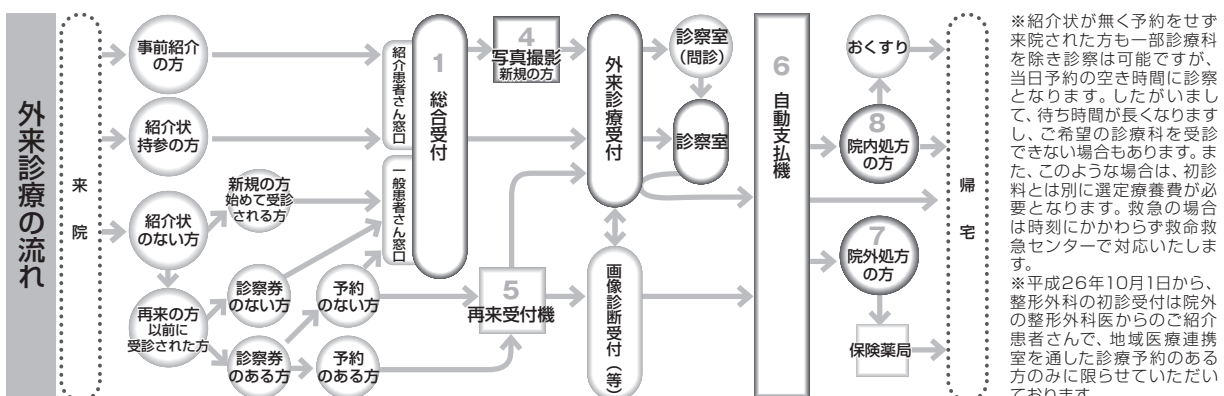 外来診療の流れ
来院
事前紹介
の方
紹介状
持参の方
紹介状
のない方
新規の方
始めて受診
される方
再来の方
以前に
受診された方
診察券
のない方
診察券
のある方
予約
のない方
予約
のある方
紹介患者さん窓口
一般患者さん窓口
1
総合受付
4
写真撮影
新規の方
5
再来受付機
外来診療受付
画像診断受付(等)
診察室
(問診)
診察室
6
自動支払機
おくすり
8
院内処方
の方
7
院外処方
の方
保険薬局
帰宅
※紹介状が無く予約をせず
来院された方も一部診療科
を除き診察は可能ですが、
当日予約の空き時間に診察
となります。したがいまし
て、待ち時間が長くなります
し、ご希望の診療科を受診
できない場合もあります。ま
た、このような場合は、初診
料とは別に選定療養費が必
要となります。救急の場合
は時刻にかかわらず救命救
急センターで対応いたしま
す。
※平成26年10月1日から、
整形外科の初診受付は院外
の整形外科医からのご紹介
患者さんで、地域医療連携
室を通した診療予約のある
方のみに限らせていただい
ております